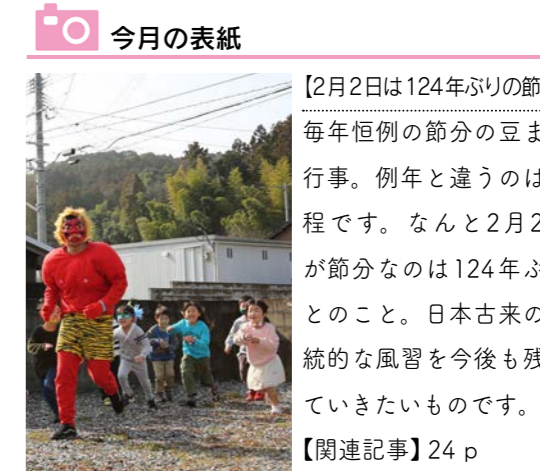 今月の表紙
【2月2日は124年ぶりの節
毎年恒例の節分の豆ま
行事。例年と違うのは
程です。なんと2月2
が節分なのは124年ぶ
とのこと。日本古来の
統的な風習を今後も残
ていきたいものです。
【関連記事】24 p